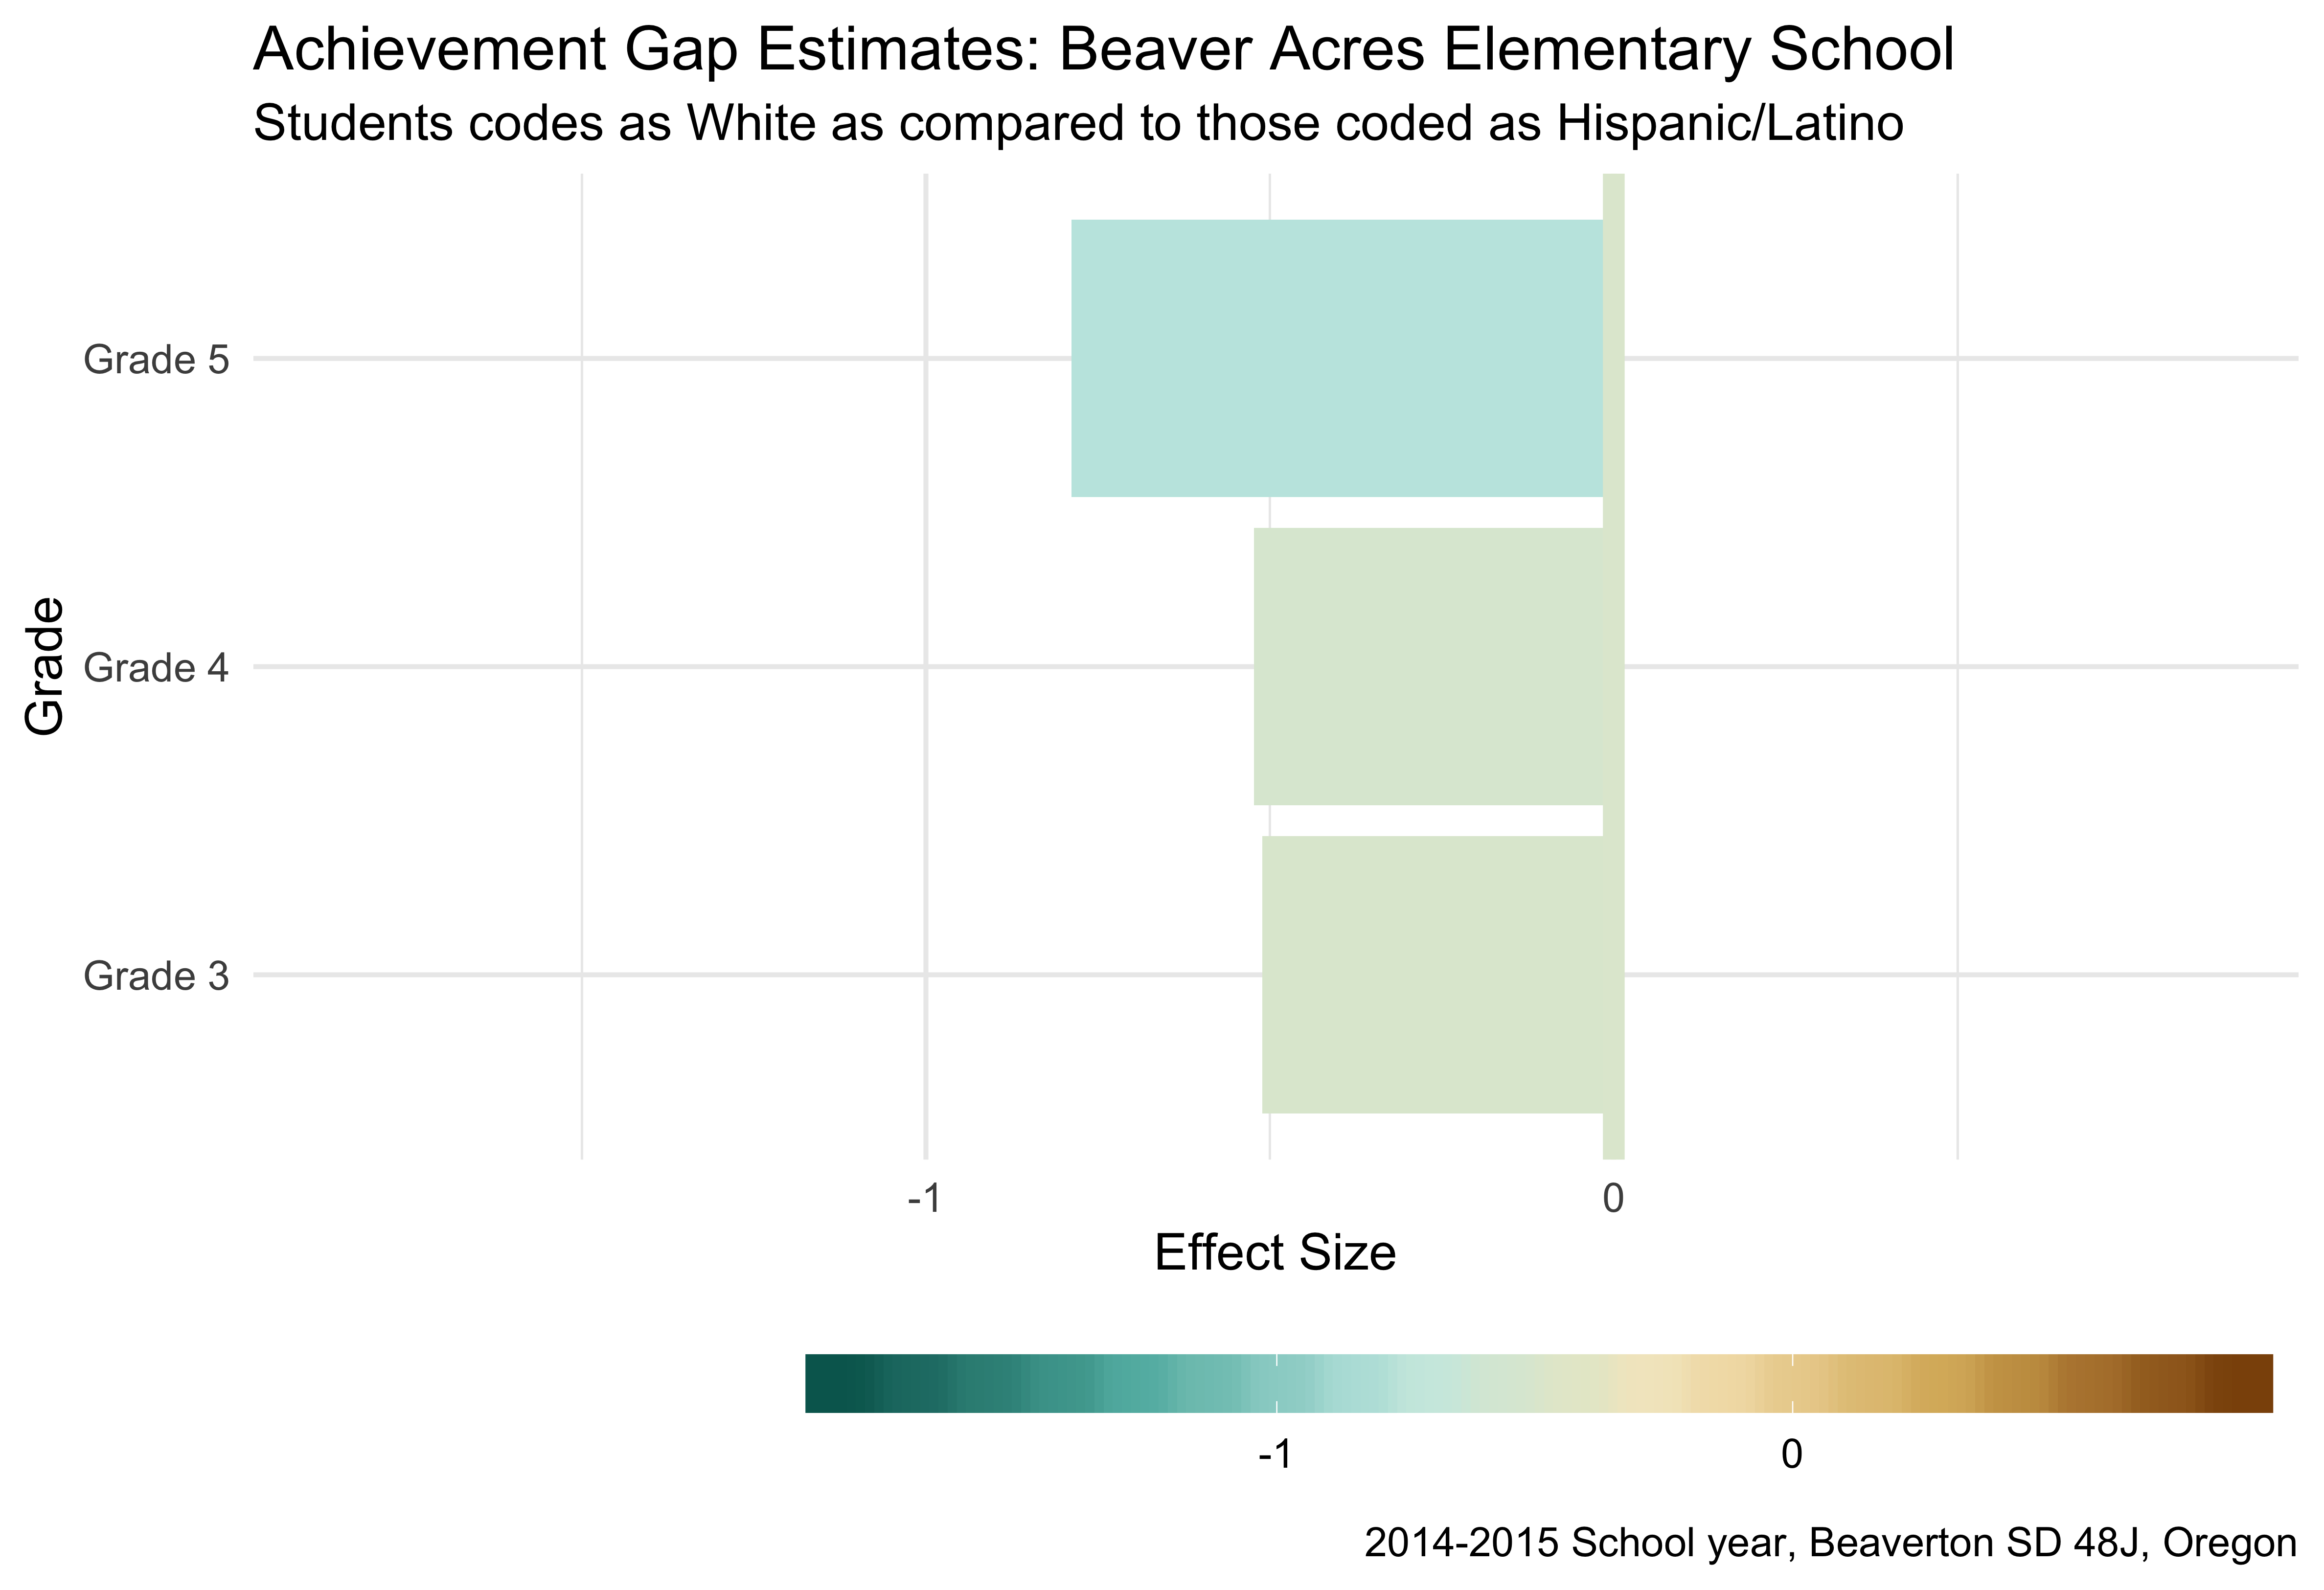 Achievement Gap Estimates: Beaver Acres Elementary School
Students codes as White as compared to those coded as Hispanic/Latino
Grade
Grade 5
Grade 4
Grade 3
-1
0
Effect Size
-1
0
2014-2015 School year, Beaverton SD 48J, Oregon